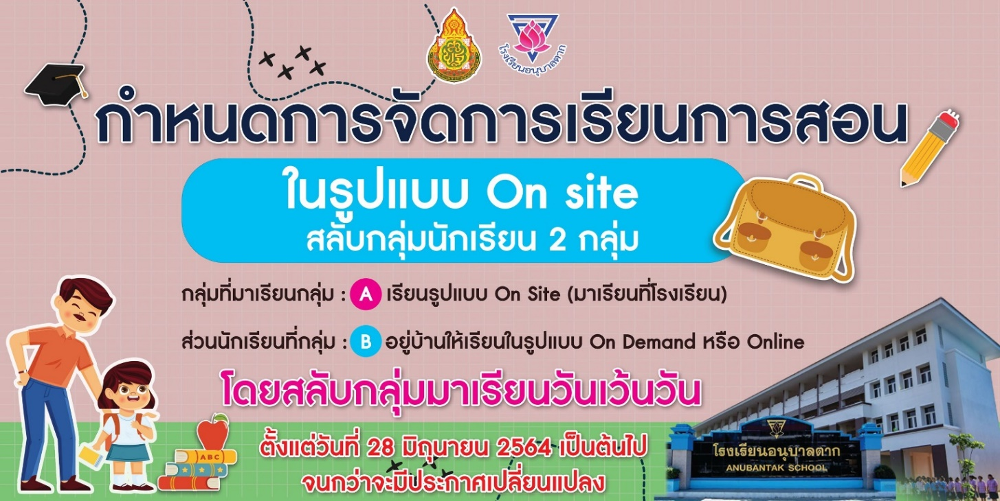 โรงเรียนอนุบาลตาก
กำหนดการจัดการเรียนการสอน
ในรูปแบบ On site
สลับกลุ่มนักเรียน 2 กลุ่ม
กลุ่มที่มาเรียนกลุ่ม : A เรียนรูปแบบ On Site (มาเรียนที่โรงเรียน)
ส่วนนักเรียนที่กลุ่ม : B อยู่บ้านให้เรียนในรูปแบบ On Demand หรือ Online
โดยสลับกลุ่มมาเรียนวันเว้นวัน
ตั้งแต่วันที่ 28 มิถุนายน 2564 เป็นต้นไป
จนกว่าจะมีประกาศเปลี่ยนแปลง
ABC
โรงเรียนอนุบาลตาก
ANUBANTAK SCHOOL